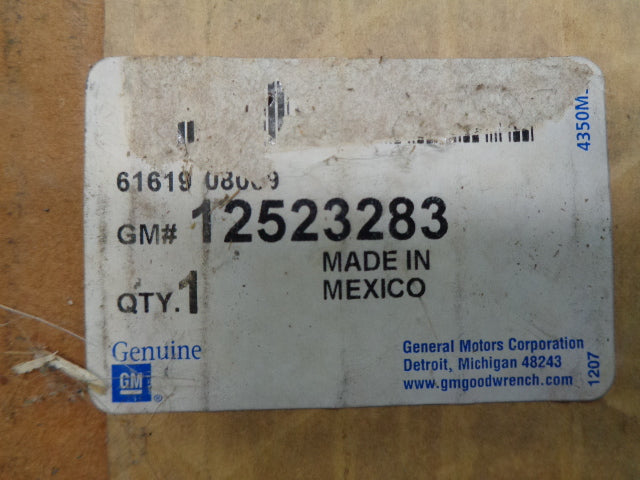 4350M
61619
GM# 12523283
MADE IN
MEXICO
QTY. 1
Genuine
GM ®
General Motors Corporation
Detroit, Michigan 48243
www.gmgoodwrench.com
1207